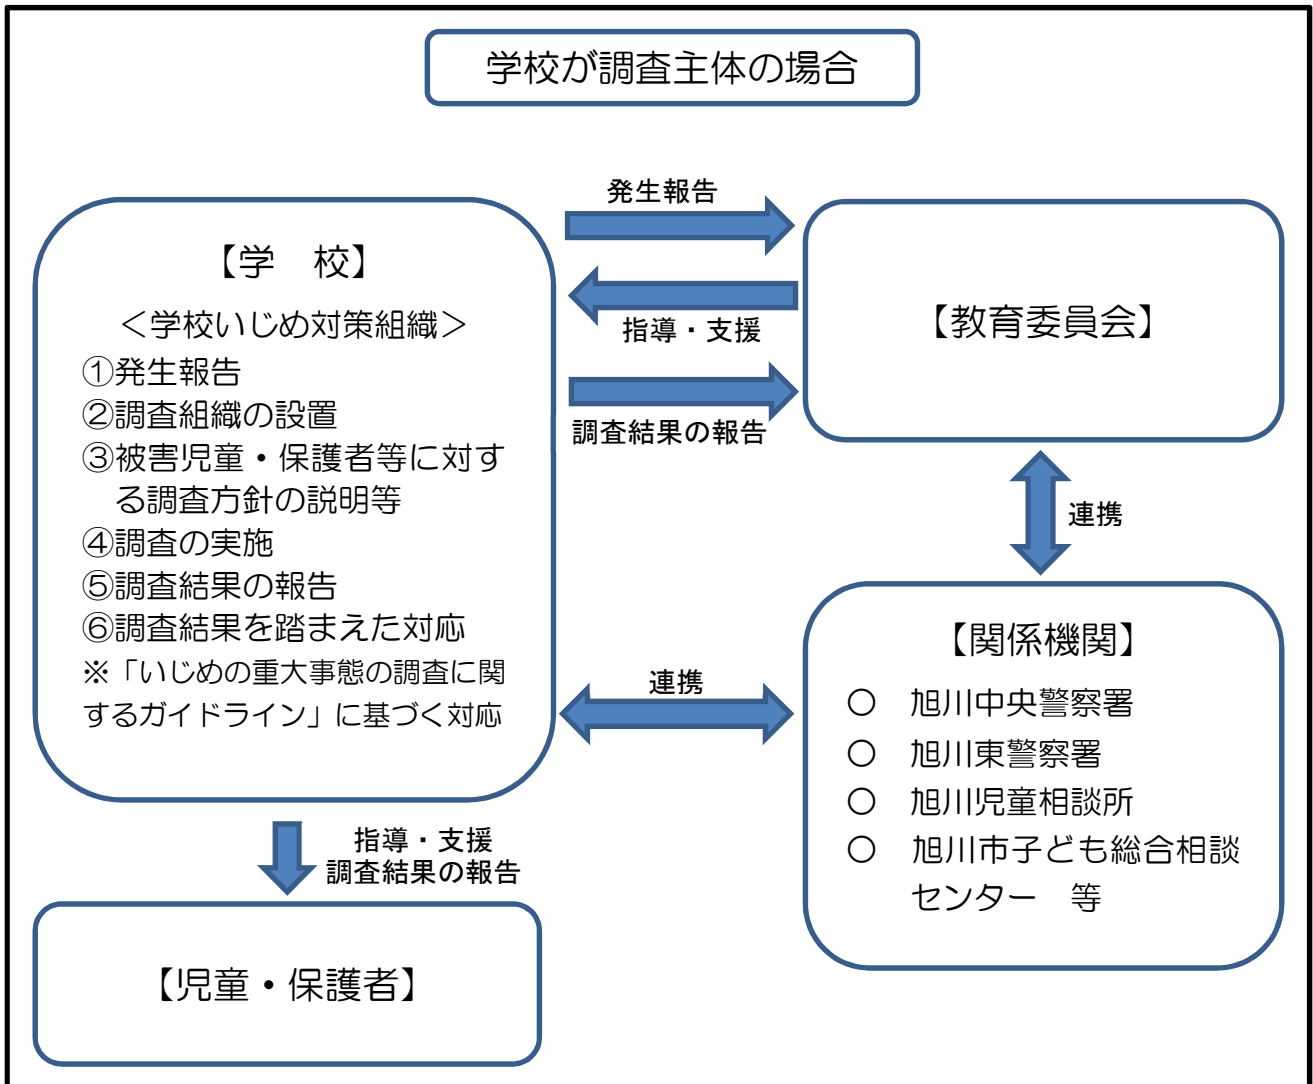 学校が調査主体の場合
発生報告
【学　校】
＜学校いじめ対策組織＞
①発生報告
②調査組織の設置
③被害児童・保護者等に対す
る調査方針の説明等
④調査の実施
⑤調査結果の報告
⑥調査結果を踏まえた対応
※「いじめの重大事態の調査に関
するガイドライン」に基づく対応
指導・支援
調査結果の報告
【教育委員会】
連携
連携
【関係機関】
○　旭川中央警察署
○　旭川東警察署
○　旭川児童相談所
○　旭川市子ども総合相談
センター　等
指導・支援
調査結果の報告
【児童・保護者】